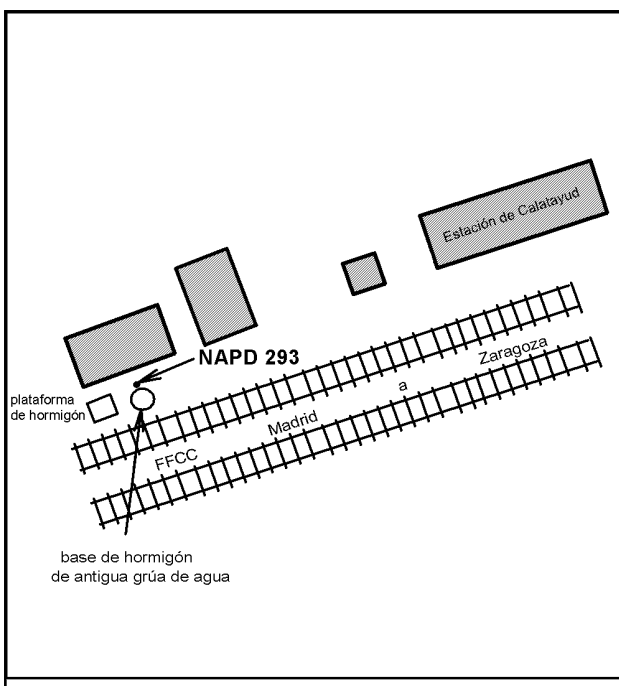 Estación de Calatayud
NAPD 293
plataforma
de hormigón
FFCC Madrid a Zaragoza
base de hormigón
de antigua grúa de agua